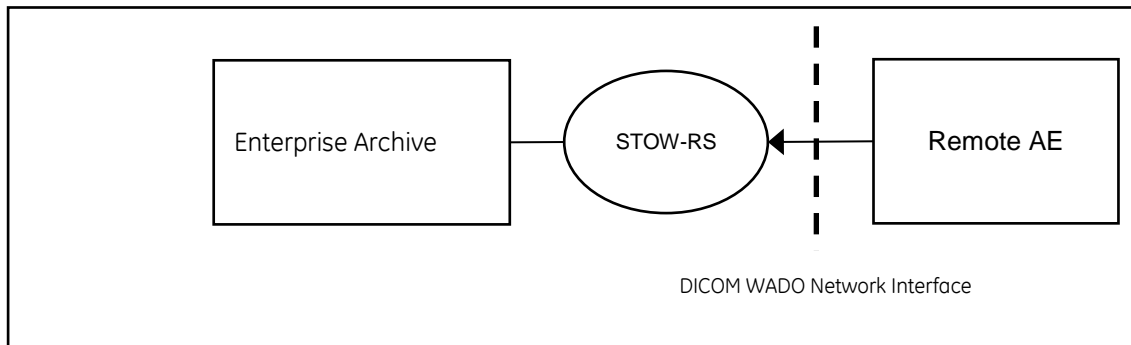 Enterprise Archive
STOW-RS
Remote AE
DICOM WADO Network Interface